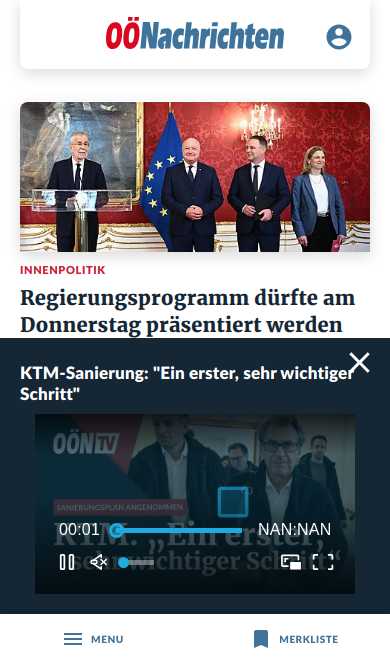 OÖNachrichten
INNENPOLITIK
Regierungsprogramm dürfte am
Donnerstag präsentiert werden
KTM-Sanierung: "Ein erster, sehr wichtiger
Schritt"
OÖN TV
SANIERUNGSPLAN ANGENOMMEN
KTM: „Ein erster,
sehr wichtiger Schritt“
00:01
NAN:NAN
MENU
MERKLISTE